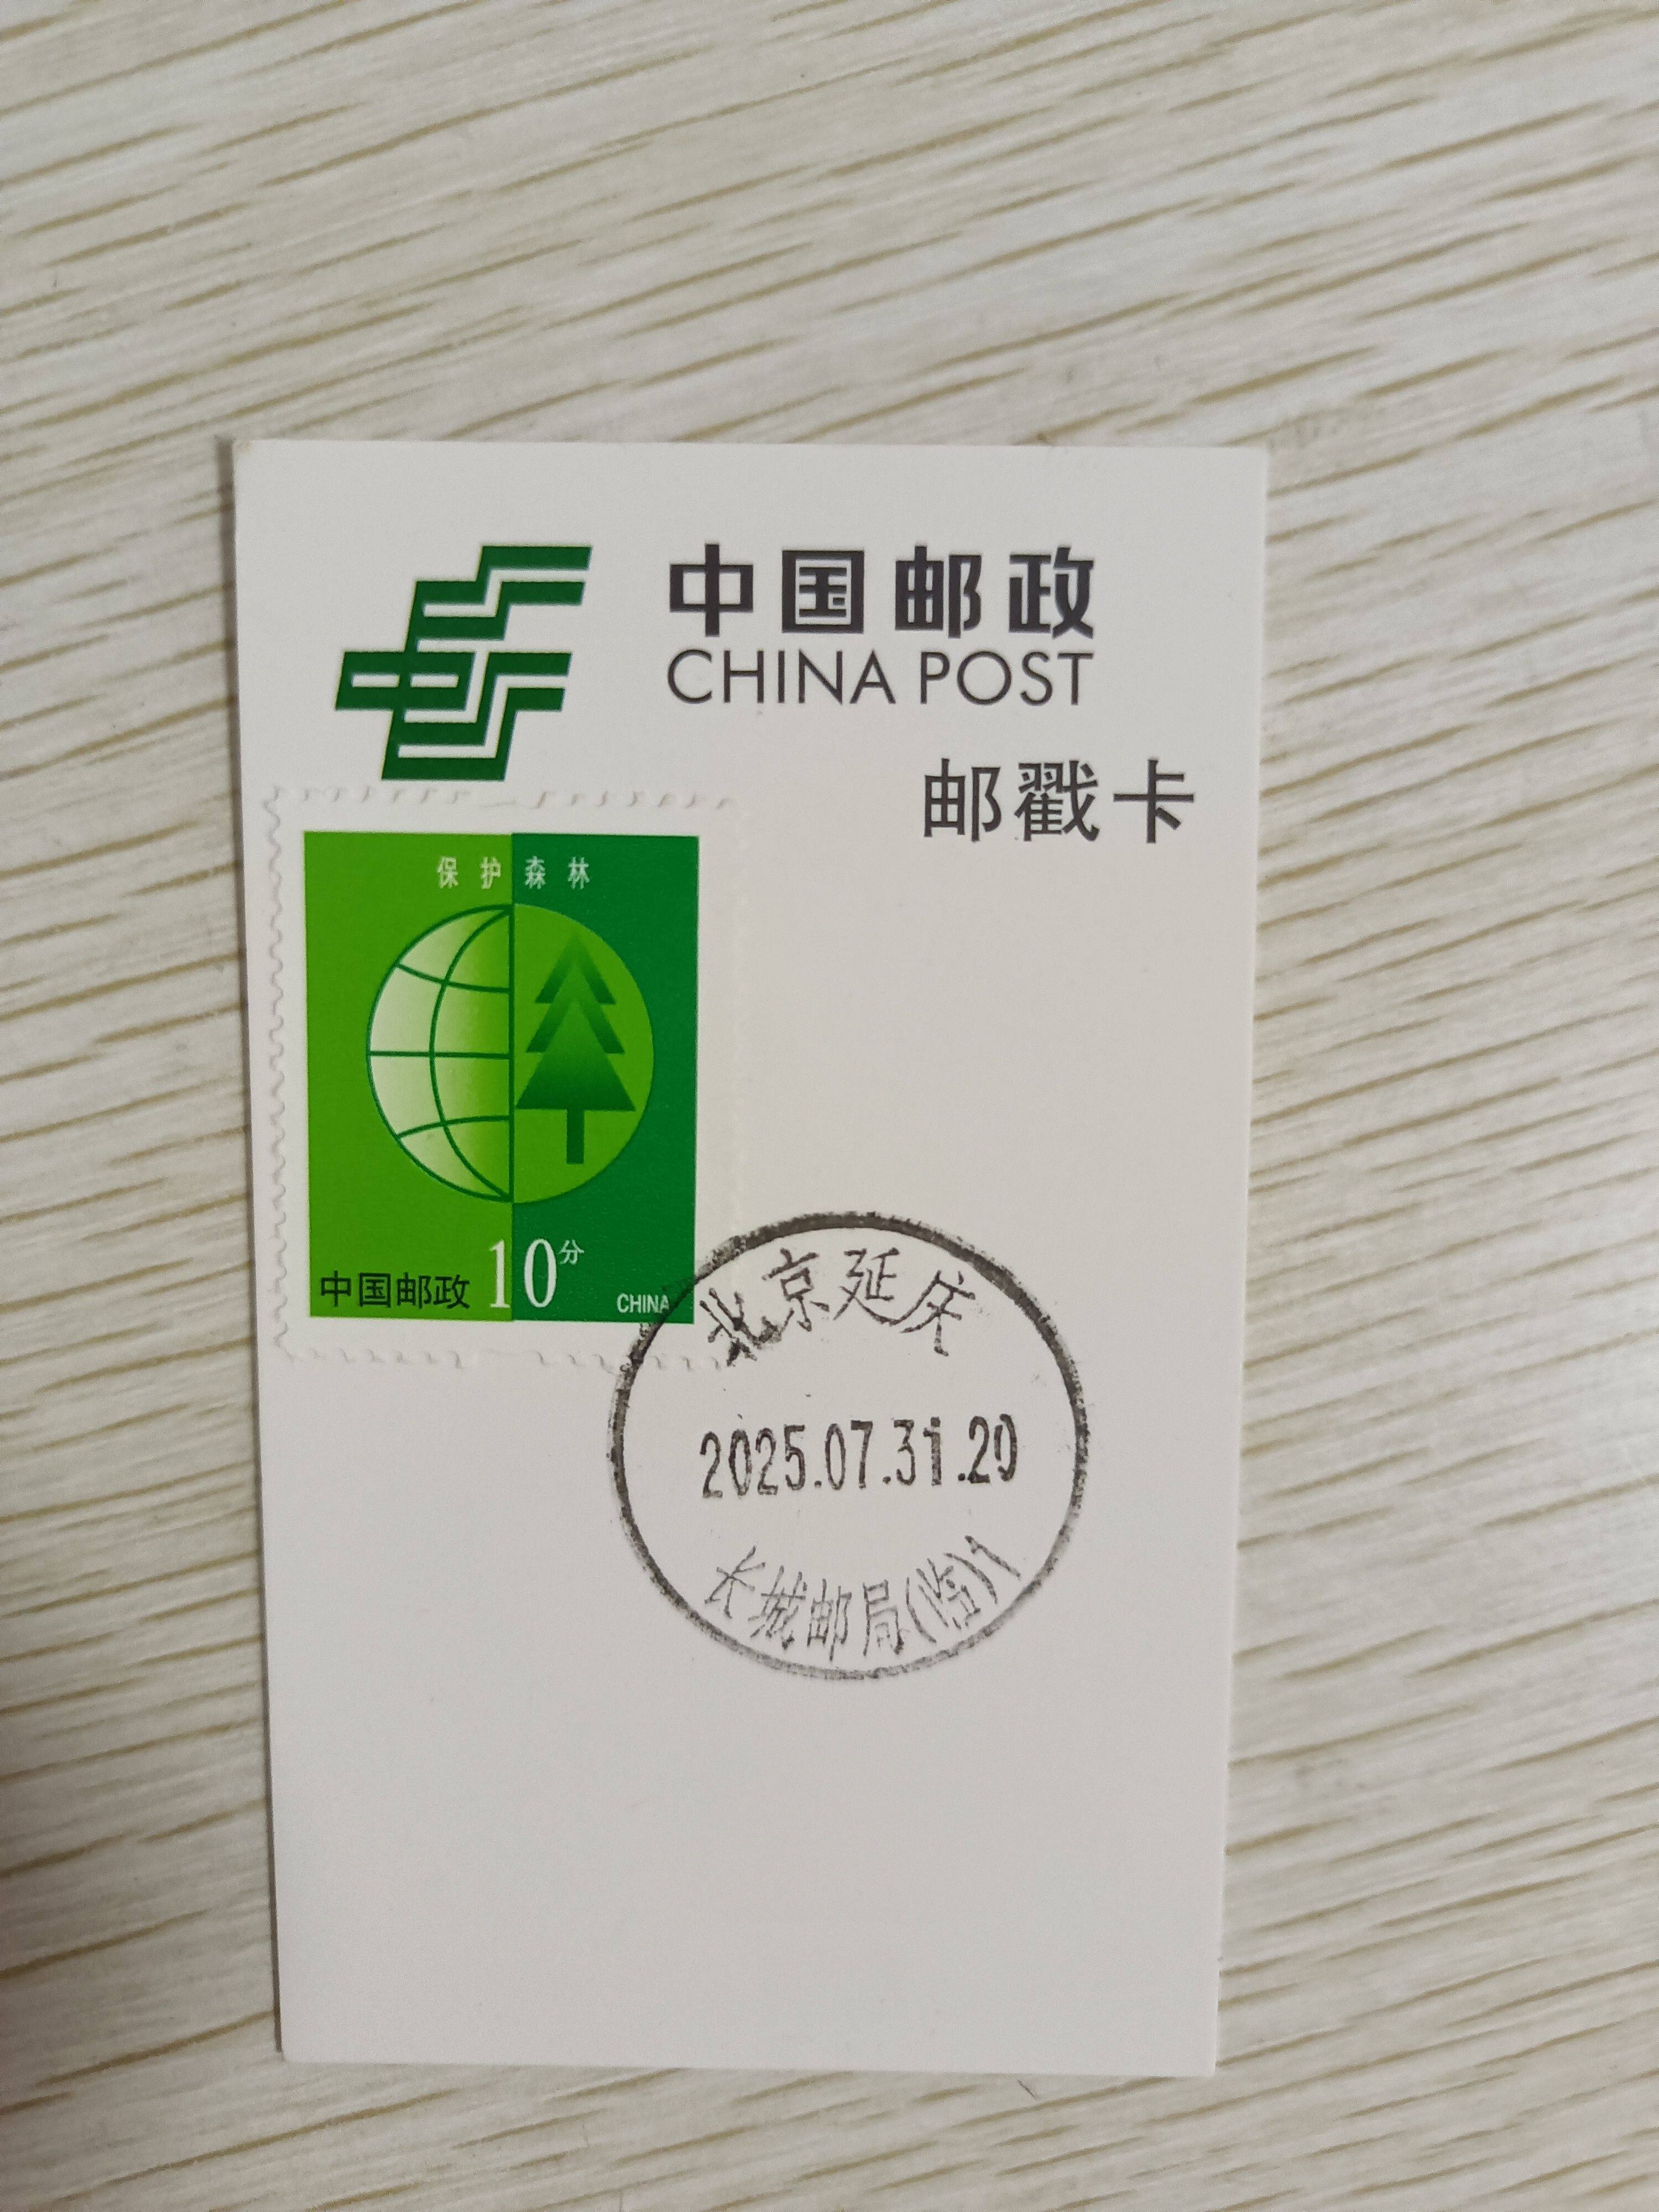 中国邮政
CHINA POST
邮戳卡
保护森林
中国邮政 10分 CHINA
北京延庆
2025.07.31.20
长城邮局(临)1